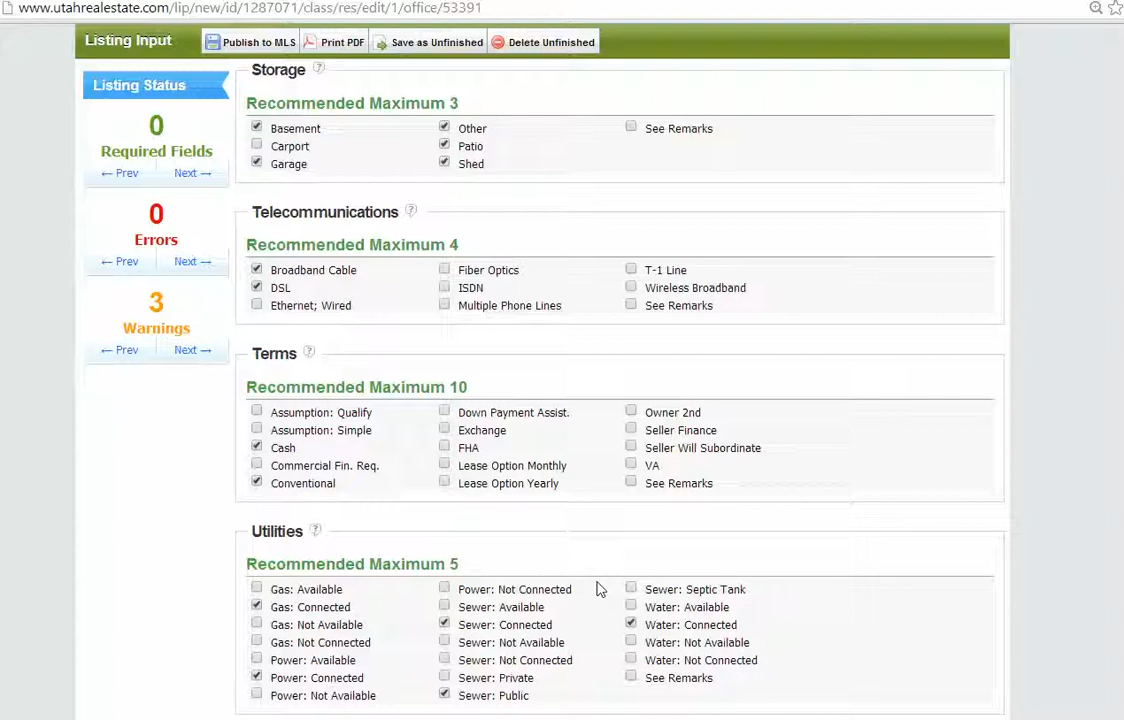 www.utahrealestate.com/lip/new/id/1287071/class/res/edit/1/office/53391
Listing Input Publish to MLS Print PDF Save as Unfinished Delete Unfinished
Listing Status
0
Required Fields
← Prev Next →
0
Errors
← Prev Next →
3
Warnings
← Prev Next →
Storage ?
Recommended Maximum 3
Basement Other See Remarks
Carport Patio
Garage Shed
Telecommunications ?
Recommended Maximum 4
Broadband Cable Fiber Optics T-1 Line
DSL ISDN Wireless Broadband
Ethernet; Wired Multiple Phone Lines See Remarks
Terms ?
Recommended Maximum 10
Assumption: Qualify Down Payment Assist. Owner 2nd
Assumption: Simple Exchange Seller Finance
Cash FHA Seller Will Subordinate
Commercial Fin. Req. Lease Option Monthly VA
Conventional Lease Option Yearly See Remarks
Utilities ?
Recommended Maximum 5
Gas: Available Power: Not Connected Sewer: Septic Tank
Gas: Connected Sewer: Available Water: Available
Gas: Not Available Sewer: Connected Water: Connected
Gas: Not Connected Sewer: Not Available Water: Not Available
Power: Available Sewer: Not Connected Water: Not Connected
Power: Connected Sewer: Private See Remarks
Power: Not Available Sewer: Public